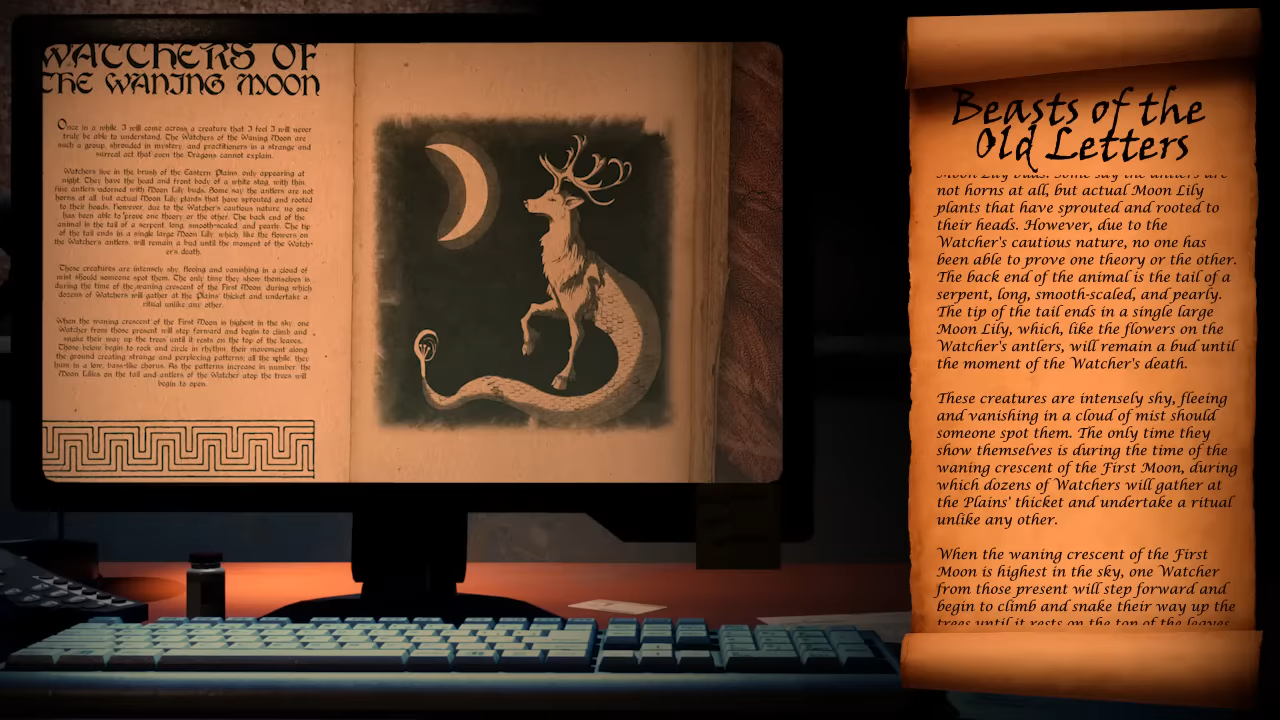 WATCHERS OF
THE WANING MOON
Once in a while, I will come across a creature that I feel I will never
truly be able to understand. The Watchers of the Waning Moon are
such a group, shrouded in mystery, and practitioners in a strange and
surreal act that even the Dragons cannot explain.
Watchers live in the brush of the Eastern Plains, only appearing at
night. They have the head and front body of a white stag, with thin
fine antlers adorned with Moon Lily buds. Some say the antlers are not
horns at all, but actual Moon Lily plants that have sprouted and rooted
to their heads. However, due to the Watcher's cautious nature, no one
has been able to prove one theory or the other. The back end of the
animal is the tail of a serpent, long, smooth-scaled, and pearly. The tip
of the tail ends in a single large Moon Lily, which, like the flowers on
the Watcher's antlers, will remain a bud until the moment of the Watch-
er's death.
These creatures are intensely shy, fleeing and vanishing in a cloud of
mist should someone spot them. The only time they show themselves is
during the time of the waning crescent of the First Moon, during which
dozens of Watchers will gather at the Plains' thicket and undertake a
ritual unlike any other.
When the waning crescent of the First Moon is highest in the sky, one
Watcher from those present will step forward and begin to climb and
snake their way up the trees until it rests on the top of the leaves.
Those below begin to rock and circle in rhythm, their movement along
the ground creating strange and perplexing patterns; all the while, they
hum in a low, bass-like chorus. As the patterns increase in number, the
Moon Lilies on the tail and antlers of the Watcher atop the trees will
begin to open.
Beasts of the
Old Letters
Moon Lily buds. Some say the antlers are
not horns at all, but actual Moon Lily
plants that have sprouted and rooted to
their heads. However, due to the
Watcher's cautious nature, no one has
been able to prove one theory or the other.
The back end of the animal is the tail of a
serpent, long, smooth-scaled, and pearly.
The tip of the tail ends in a single large
Moon Lily, which, like the flowers on the
Watcher's antlers, will remain a bud until
the moment of the Watcher's death.
These creatures are intensely shy, fleeing
and vanishing in a cloud of mist should
someone spot them. The only time they
show themselves is during the time of the
waning crescent of the First Moon, during
which dozens of Watchers will gather at
the Plains' thicket and undertake a ritual
unlike any other.
When the waning crescent of the First
Moon is highest in the sky, one Watcher
from those present will step forward and
begin to climb and snake their way up the
trees until it rests on the top of the leaves.